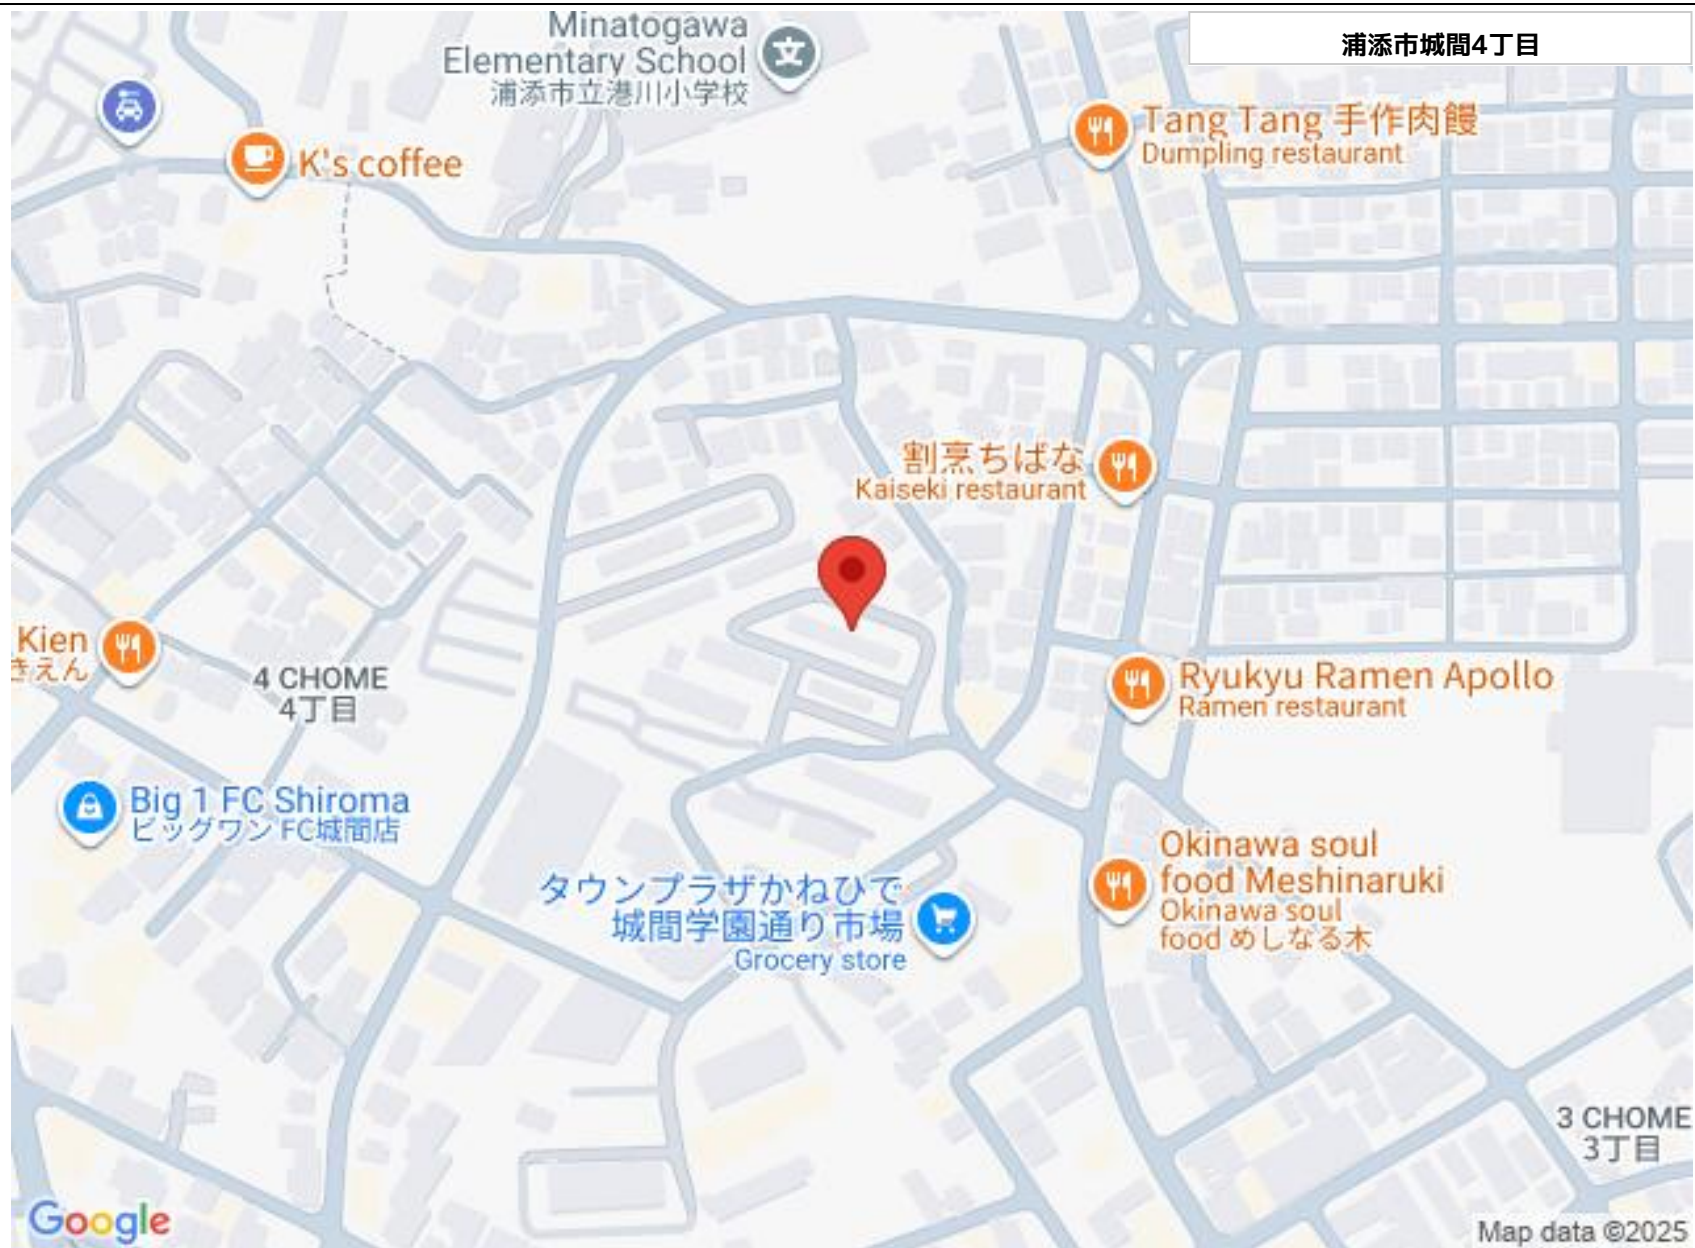 Minatogawa
Elementary School
浦添市立港川小学校
浦添市城間4丁目
K's coffee
Tang Tang 手作肉饅
Dumpling restaurant
割烹ちばな
Kaiseki restaurant
Kien
きえん
4 CHOME
4丁目
Ryukyu Ramen Apollo
Ramen restaurant
Big 1 FC Shiroma
ビッグワン FC城間店
タウンプラザかねひで
城間学園通り市場
Grocery store
Okinawa soul
food Meshinaruki
Okinawa soul
food めしなる木
3 CHOME
3丁目
Google
Map data ©2025